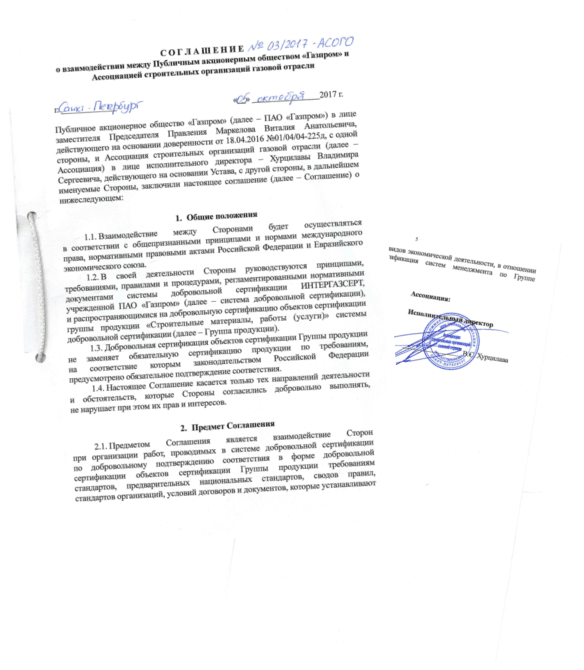 СОГЛАШЕНИЕ № 03/2017-АСОГО
о взаимодействии между Публичным акционерным обществом «Газпром» и
Ассоциацией строительных организаций газовой отрасли
г. Санкт-Петербург «06» октября 2017 г.
Публичное акционерное общество «Газпром» (далее – ПАО «Газпром») в лице
заместителя Председателя Правления Маркелова Виталия Анатольевича,
действующего на основании доверенности от 18.04.2016 №01/04/04-225д, с одной
стороны, и Ассоциация строительных организаций газовой отрасли (далее –
Ассоциация) в лице исполнительного директора – Хурцилавы Владимира
Сергеевича, действующего на основании Устава, с другой стороны, в дальнейшем
именуемые Стороны, заключили настоящее соглашение (далее – Соглашение) о
нижеследующем:
1. Общие положения
1.1. Взаимодействие между Сторонами будет осуществляться
в соответствии с общепризнанными принципами и нормами международного
права, нормативными правовыми актами Российской Федерации и Евразийского
экономического союза.
1.2. В своей деятельности Стороны руководствуются принципами,
требованиями, правилами и процедурами, регламентированными нормативными
документами системы добровольной сертификации ИНТЕРГАЗСЕРТ,
учрежденной ПАО «Газпром» (далее – система добровольной сертификации),
и распространяющимися на добровольную сертификацию объектов сертификации
группы продукции «Строительные материалы, работы (услуги)» системы
добровольной сертификации (далее – Группа продукции).
1.3. Добровольная сертификация объектов сертификации Группы продукции
не заменяет обязательную сертификацию продукции по требованиям,
на соответствие которым законодательством Российской Федерации
предусмотрено обязательное подтверждение соответствия.
1.4. Настоящее Соглашение касается только тех направлений деятельности
и обстоятельств, которые Стороны согласились добровольно выполнять,
не нарушает при этом их прав и интересов.
2. Предмет Соглашения
2.1. Предметом Соглашения является взаимодействие Сторон
при организации работ, проводимых в системе добровольной сертификации
по добровольному подтверждению соответствия в форме добровольной
сертификации объектов сертификации Группы продукции требованиям
стандартов, предварительных национальных стандартов, сводов правил,
стандартов организаций, условий договоров и документов, которые устанавливают
5
видов экономической деятельности, в отношении
систем менеджмента по Группе
Ассоциация:
Исполнительный директор
В.С. Хурцилава